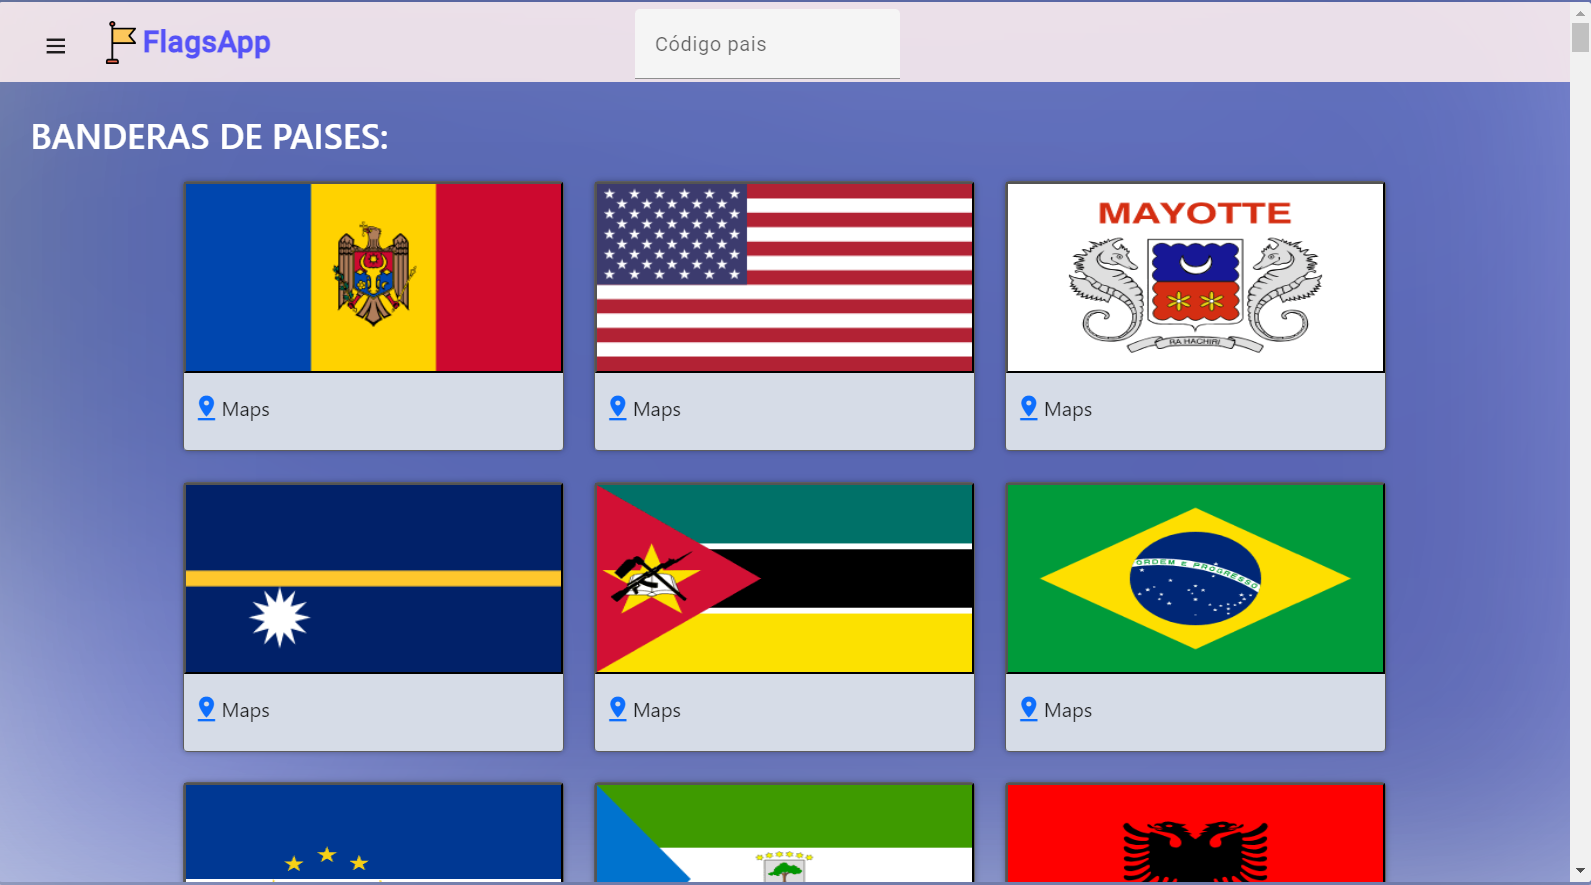 FlagsApp
Código pais
BANDERAS DE PAISES:
MAYOTTE
RA HACHIRI
Maps
Maps
Maps
ORDEM E PROGRESSO
Maps
Maps
Maps